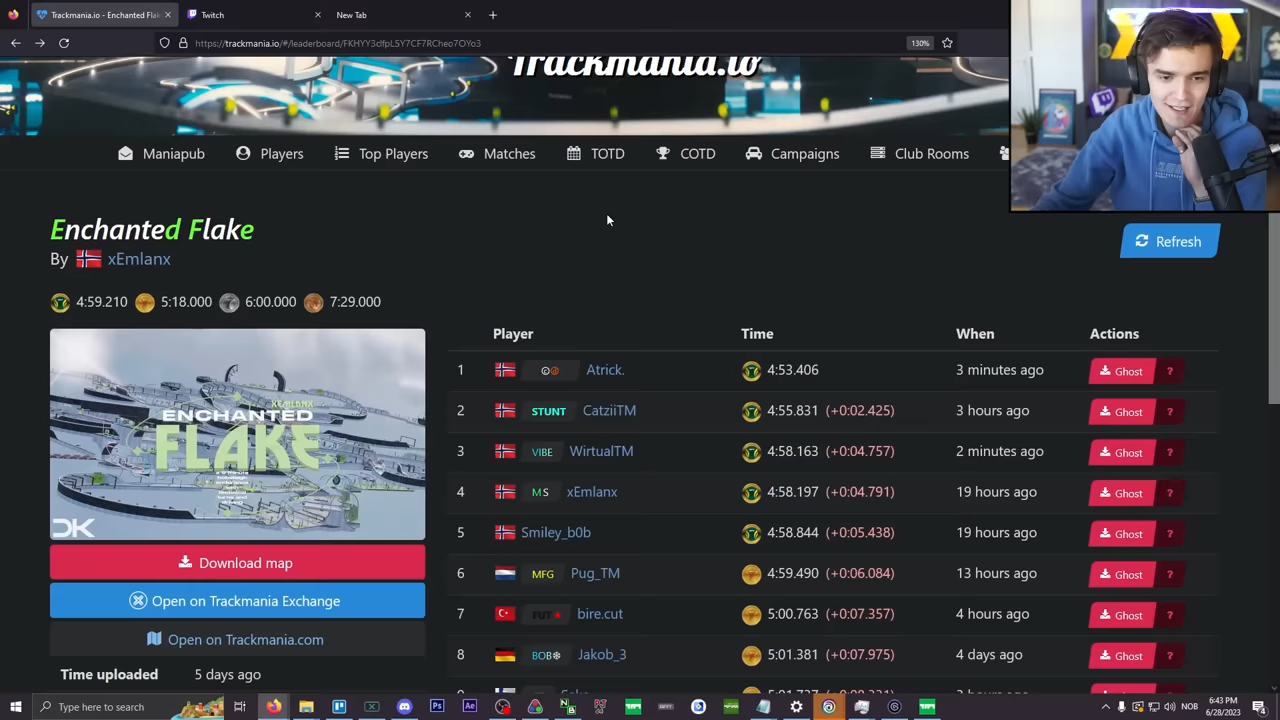 Trackmania.io - Enchanted Flak
Twitch
New Tab
https://trackmania.io/#/leaderboard/FKHYY3dfpL5Y7CF7RCheo7OYo3
130%
Trackmania.io
Maniapub
Players
Top Players
Matches
TOTD
COTD
Campaigns
Club Rooms
Enchanted Flake
By xEmlanx
Refresh
4:59.210 5:18.000 6:00.000 7:29.000
Player Time When Actions
1 Atrick. 4:53.406 3 minutes ago Ghost ?
2 STUNT CatziiTM 4:55.831 (+0:02.425) 3 hours ago Ghost ?
3 VIBE WirtualTM 4:58.163 (+0:04.757) 2 minutes ago Ghost ?
4 MS xEmlanx 4:58.197 (+0:04.791) 19 hours ago Ghost ?
5 Smiley_b0b 4:58.844 (+0:05.438) 19 hours ago Ghost ?
6 MFG Pug_TM 4:59.490 (+0:06.084) 13 hours ago Ghost ?
7 FUT bire.cut 5:00.763 (+0:07.357) 4 hours ago Ghost ?
8 BOB❄ Jakob_3 5:01.381 (+0:07.975) 4 days ago Ghost ?
XEMLANX
ENCHANTED
FLAKE
DK
Download map
Open on Trackmania Exchange
Open on Trackmania.com
Time uploaded 5 days ago
Type here to search
NOB
6:43 PM
6/28/2023